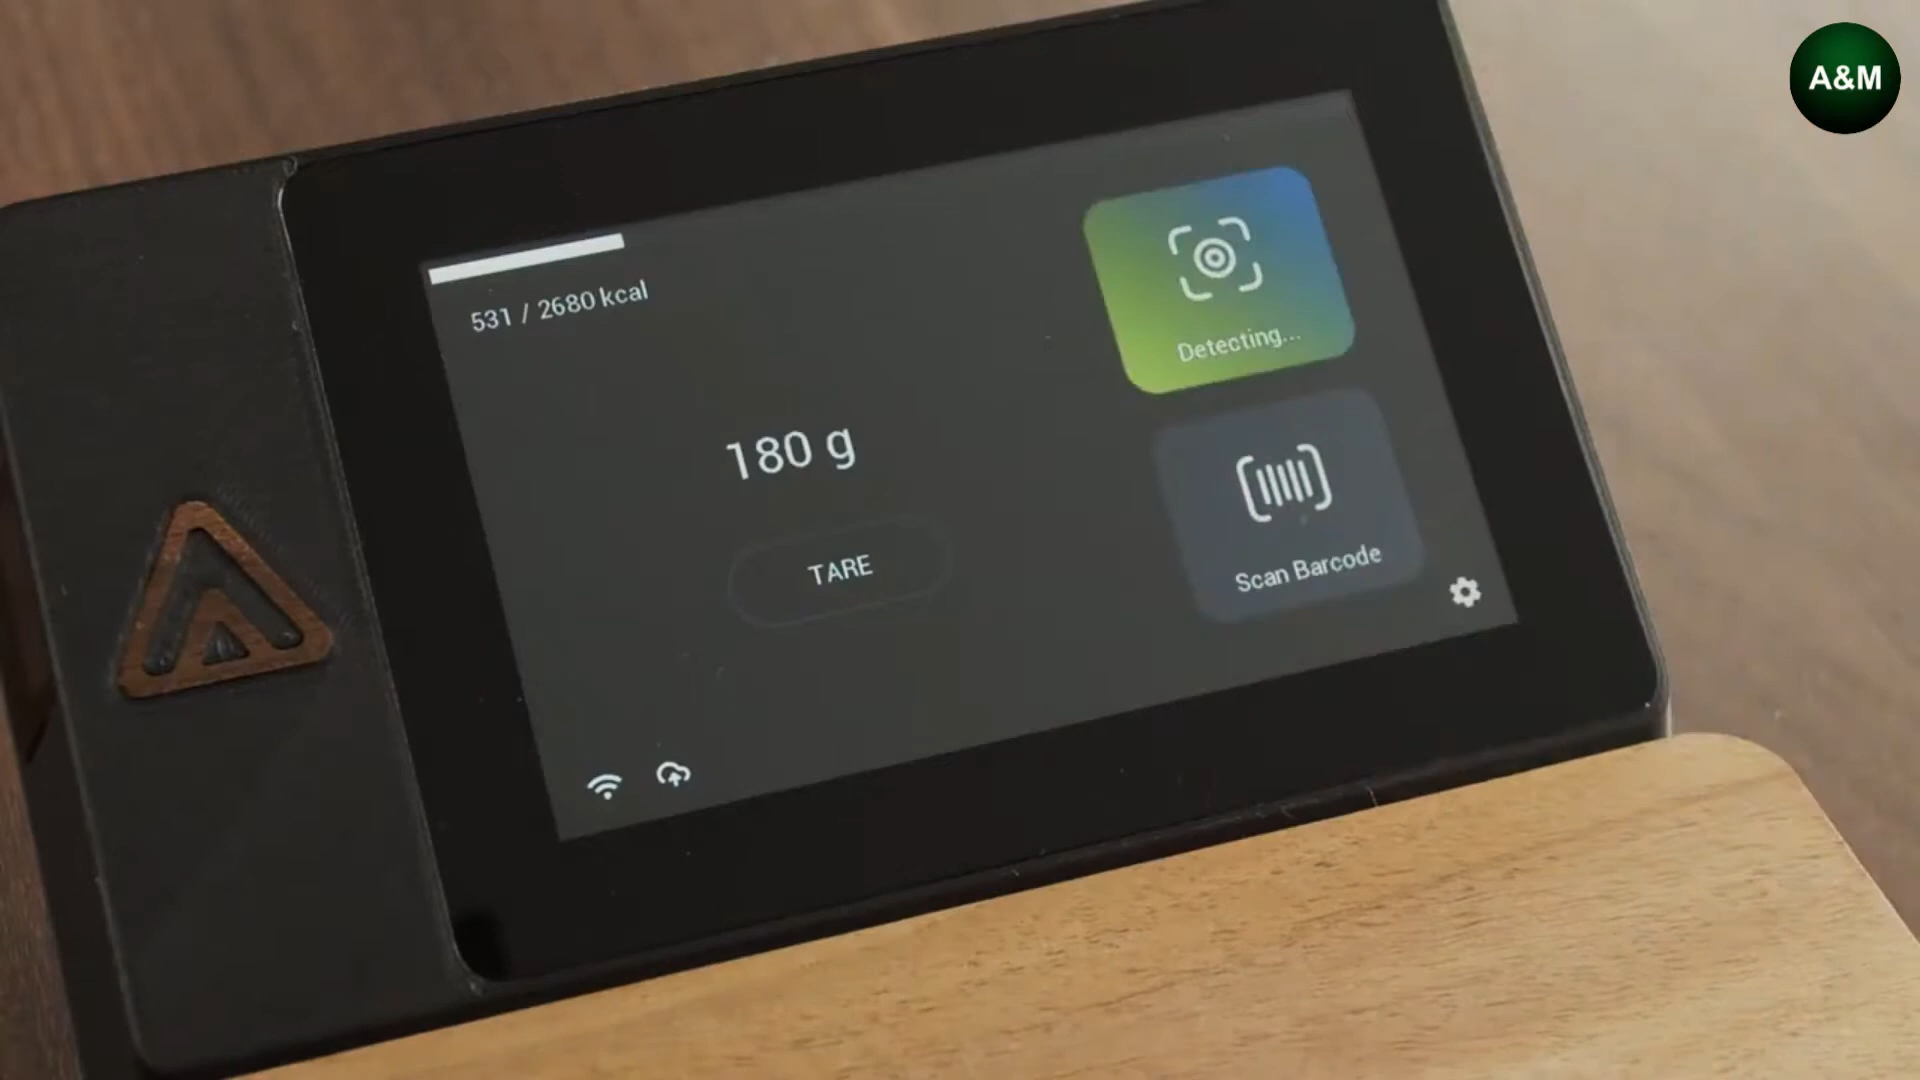 A&M
531 / 2680 kcal
Detecting...
180 g
TARE
Scan Barcode